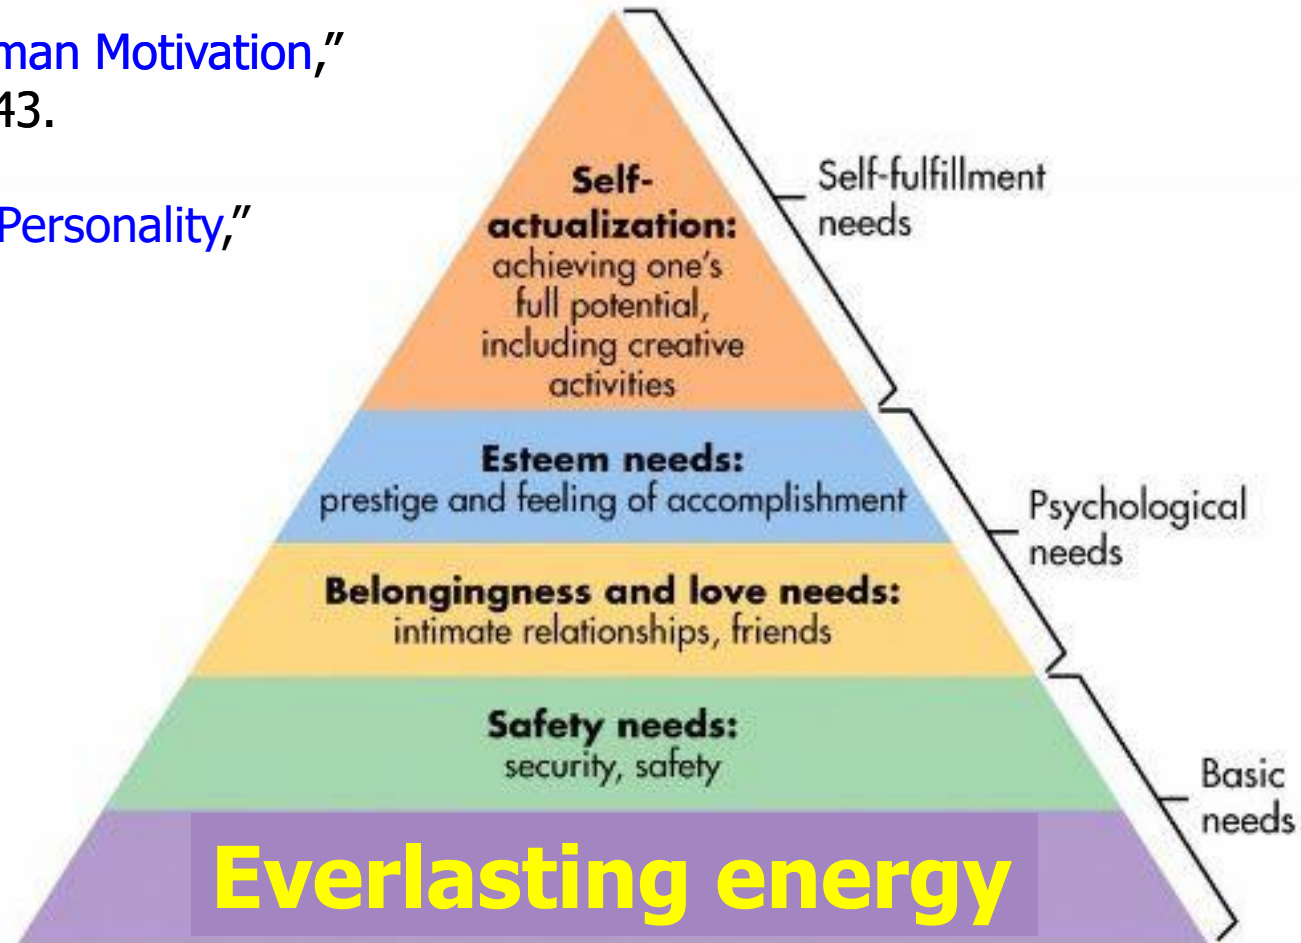 man Motivation,”
43.
Personality,”
Self-
actualization:
achieving one’s
full potential,
including creative
activities
Self-fulfillment
needs
Esteem needs:
prestige and feeling of accomplishment
Psychological
needs
Belongingness and love needs:
intimate relationships, friends
Safety needs:
security, safety
Basic
needs
Everlasting energy